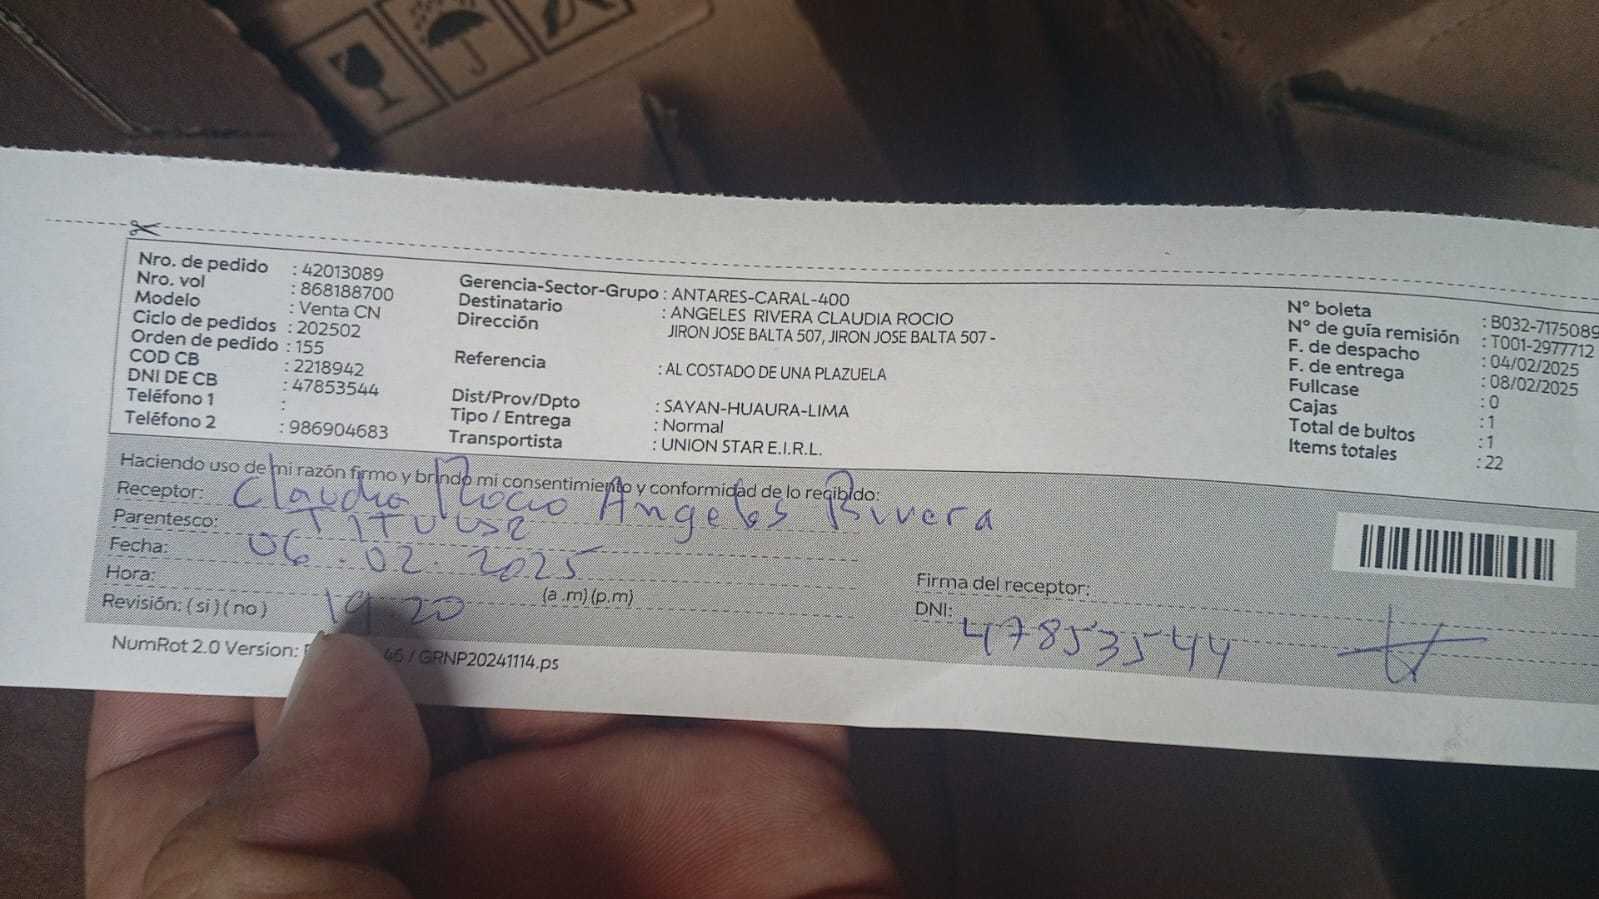 Nro. de pedido : 42013089
Nro. vol : 868188700
Modelo : Venta CN
Ciclo de pedidos : 202502
Orden de pedido : 155
COD CB : 2218942
DNI DE CB : 47853544
Teléfono 1 :
Teléfono 2 : 986904683
Gerencia-Sector-Grupo : ANTARES-CARAL-400
Destinatario : ANGELES RIVERA CLAUDIA ROCIO
Dirección JIRON JOSE BALTA 507, JIRON JOSE BALTA 507 -
Referencia : AL COSTADO DE UNA PLAZUELA
Dist/Prov/Dpto : SAYAN-HUAURA-LIMA
Tipo / Entrega : Normal
Transportista : UNION STAR E.I.R.L.
N° boleta : B032-7175089
N° de guía remisión : T001-2977712
F. de despacho : 04/02/2025
F. de entrega : 08/02/2025
Fullcase : 0
Cajas : 1
Total de bultos : 1
Items totales : 22
Haciendo uso de mi razón firmo y brindo mi consentimiento y conformidad de lo recibido:
Receptor: Claudia Rocio Angeles Rivera
Parentesco:
Fecha: 06.02.2025
Hora: 19 20 (a .m) (p.m)
Revisión: ( si ) ( no )
Firma del receptor:
DNI: 47853544
NumRot 2.0 Version: 46 / GRNP20241114.ps